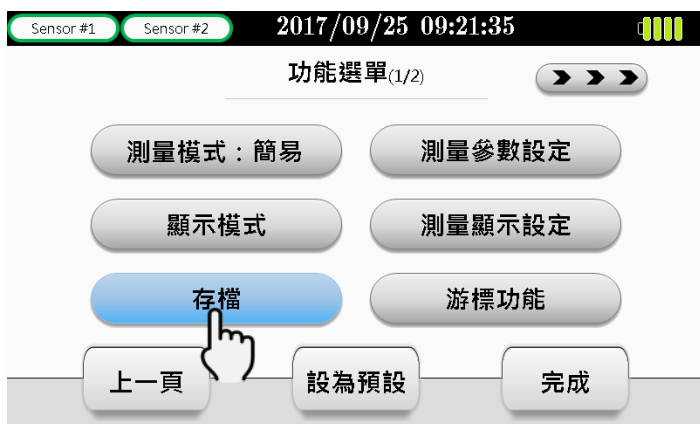 Sensor #1 Sensor #2 2017/09/25 09:21:35
功能選單(1/2)
測量模式：簡易 測量參數設定
顯示模式 測量顯示設定
存檔 游標功能
上一頁 設為預設 完成